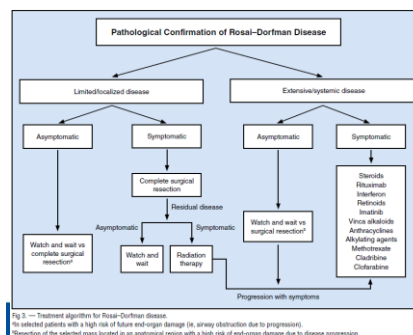 Pathological Confirmation of Rosai–Dorfman Disease
Limited/localized disease
Extensive/systemic disease
Asymptomatic
Symptomatic
Asymptomatic
Symptomatic
Complete surgical
resection
Residual disease
Asymptomatic
Symptomatic
Watch and wait vs
complete surgical
resectionᵃ
Watch and
wait
Radiation
therapy
Watch and wait vs
surgical resectionᵇ
Steroids
Rituximab
Interferon
Retinoids
Imatinib
Vinca alkaloids
Anthracyclines
Alkylating agents
Methotrexate
Cladribine
Clofarabine
Progression with symptoms
Fig 3. — Treatment algorithm for Rosai-Dorfman disease.
ᵃIn selected patients with a high risk of future end-organ damage (ie, airway obstruction due to progression).
ᵇResection of the selected mass located in an anatomical region with a high risk of end-organ damage due to disease progression.